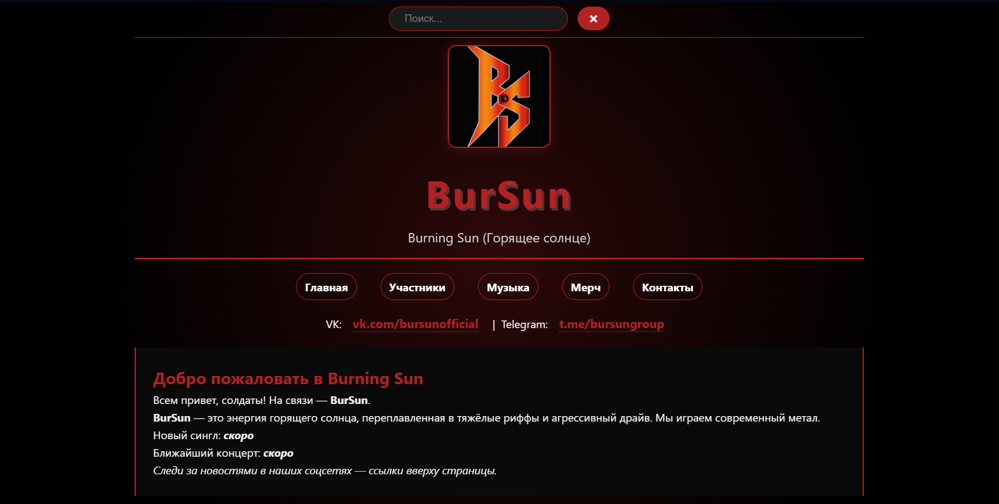 Поиск...
BS
BurSun
Burning Sun (Горящее солнце)
Главная Участники Музыка Мерч Контакты
VK: vk.com/bursunofficial | Telegram: t.me/bursungroup
Добро пожаловать в Burning Sun
Всем привет, солдаты! На связи — BurSun.
BurSun — это энергия горящего солнца, переплавленная в тяжёлые риффы и агрессивный драйв. Мы играем современный метал.
Новый сингл: скоро
Ближайший концерт: скоро
Следи за новостями в наших соцсетях — ссылки вверху страницы.